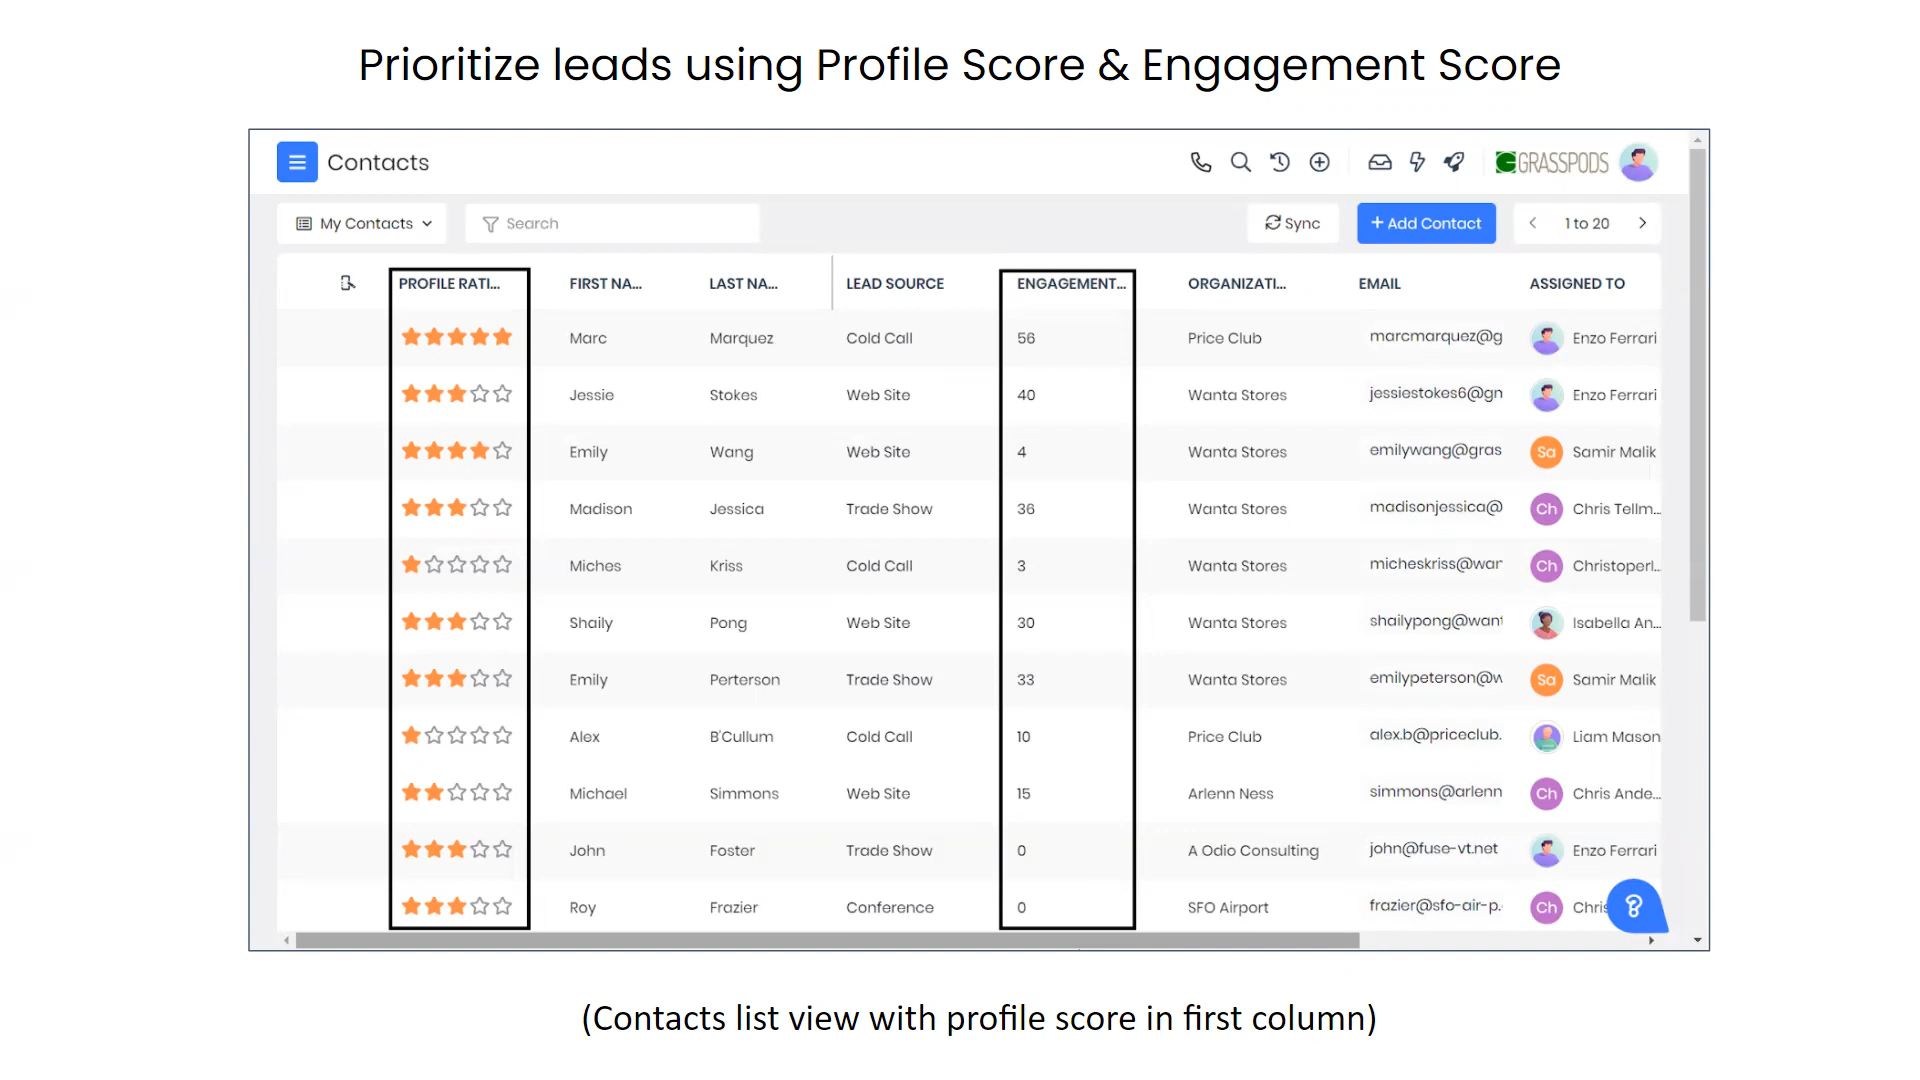 Prioritize leads using Profile Score & Engagement Score
Contacts
GRASSPODS
My Contacts
Search
Sync
+ Add Contact
1 to 20
PROFILE RATI... FIRST NA... LAST NA... LEAD SOURCE ENGAGEMENT... ORGANIZATI... EMAIL ASSIGNED TO
Marc Marquez Cold Call 56 Price Club marcmarquez@g Enzo Ferrari
Jessie Stokes Web Site 40 Wanta Stores jessiestokes6@gn Enzo Ferrari
Emily Wang Web Site 4 Wanta Stores emilywang@gras Sa Samir Malik
Madison Jessica Trade Show 36 Wanta Stores madisonjessica@ Ch Chris Tellm...
Miches Kriss Cold Call 3 Wanta Stores micheskriss@war Ch Christoperl...
Shaily Pong Web Site 30 Wanta Stores shailypong@want Isabella An...
Emily Perterson Trade Show 33 Wanta Stores emilypeterson@w Sa Samir Malik
Alex B'Cullum Cold Call 10 Price Club alex.b@priceclub. Liam Mason
Michael Simmons Web Site 15 Arlenn Ness simmons@arlenn Ch Chris Ande...
John Foster Trade Show 0 A Odio Consulting john@fuse-vt.net Enzo Ferrari
Roy Frazier Conference 0 SFO Airport frazier@sfo-air-p. Ch Chris
(Contacts list view with profile score in first column)